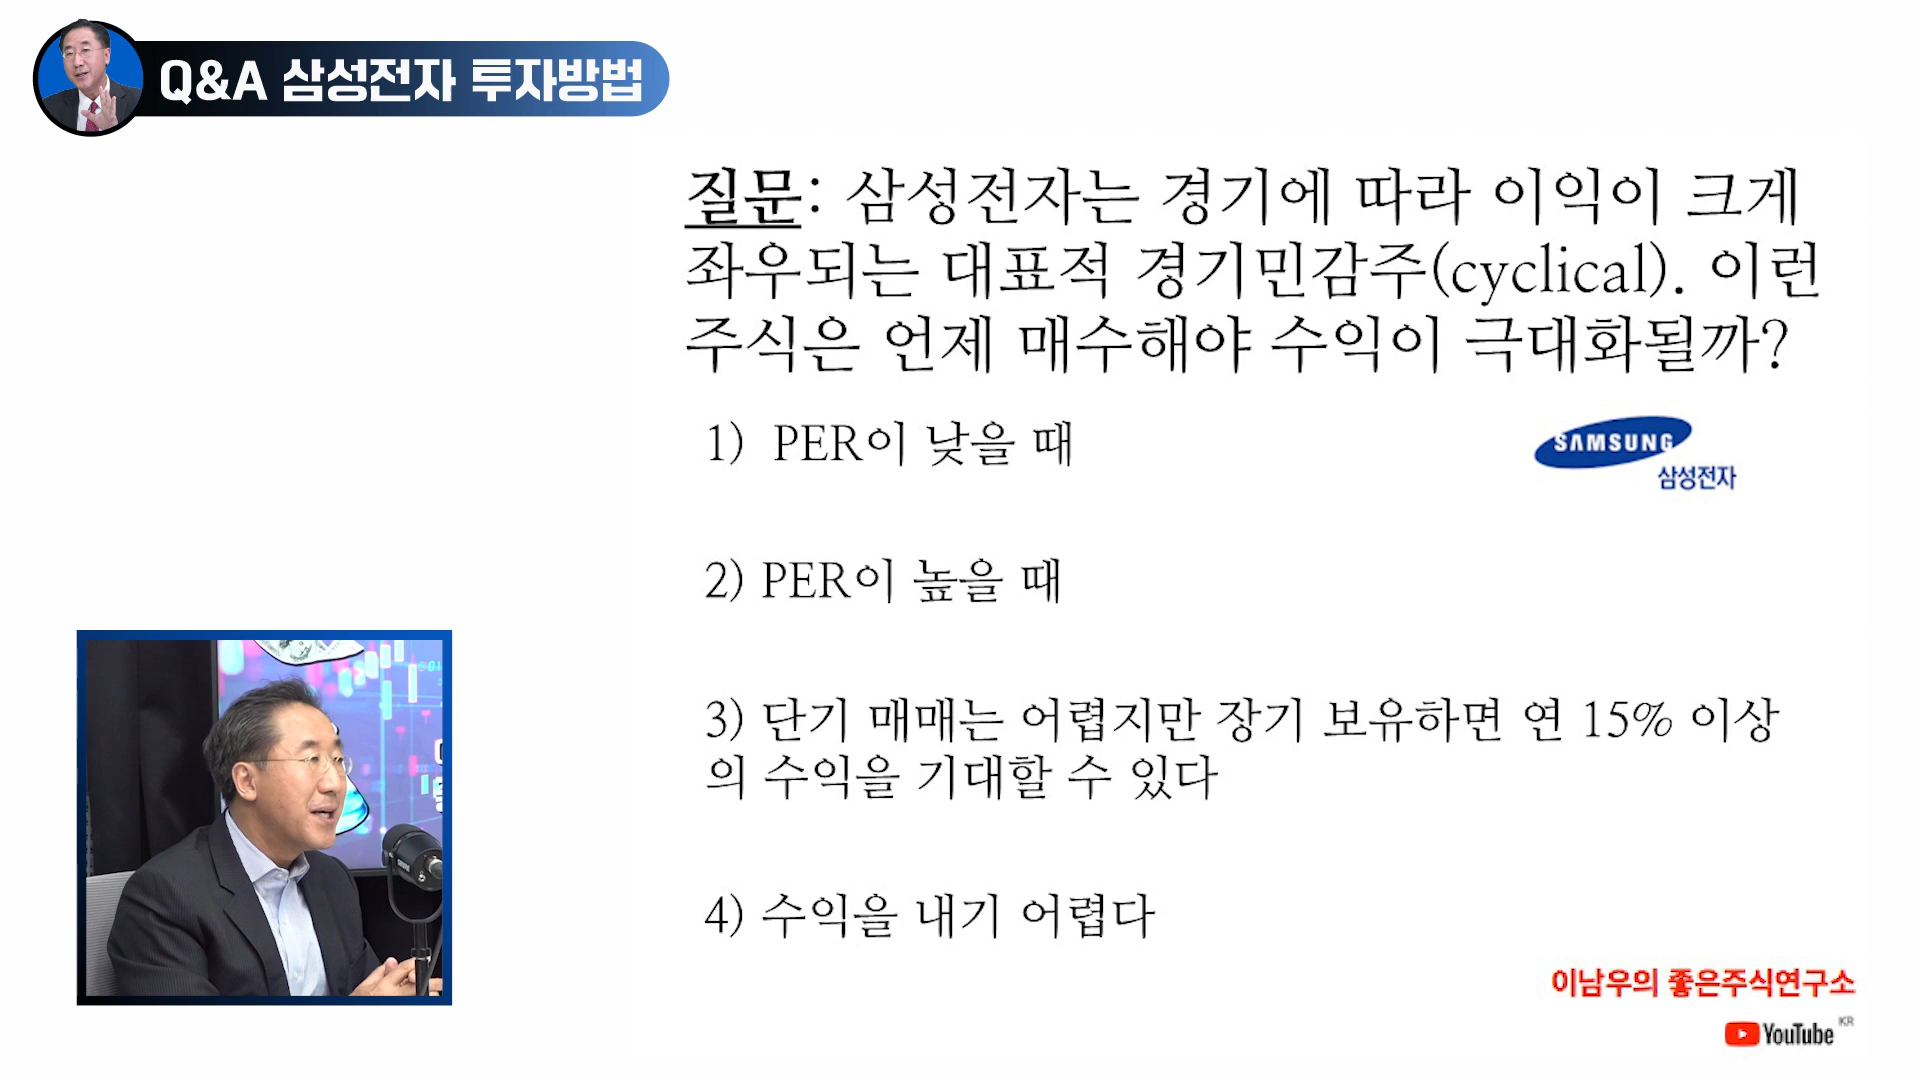 Q&A 삼성전자 투자방법
질문: 삼성전자는 경기에 따라 이익이 크게
좌우되는 대표적 경기민감주(cyclical). 이런
주식은 언제 매수해야 수익이 극대화될까?
1) PER이 낮을 때
SAMSUNG
삼성전자
2) PER이 높을 때
3) 단기 매매는 어렵지만 장기 보유하면 연 15% 이상
의 수익을 기대할 수 있다
4) 수익을 내기 어렵다
이남우의 좋은주식연구소
YouTube KR